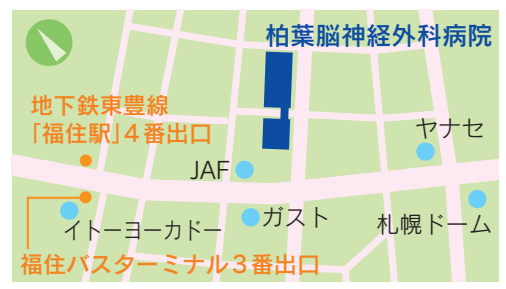 柏葉脳神経外科病院
地下鉄東豊線
「福住駅」4番出口
ヤナセ
JAF
ガスト
イトーヨーカドー
札幌ドーム
福住バスターミナル3番出口